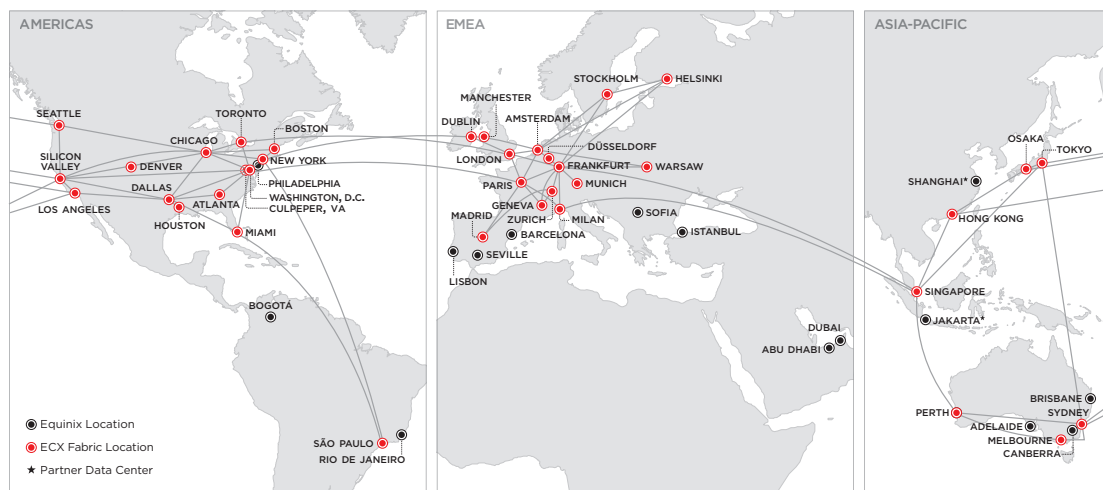 AMERICAS
SEATTLE
TORONTO
BOSTON
CHICAGO
SILICON
VALLEY
DENVER
NEW YORK
DALLAS
PHILADELPHIA
WASHINGTON, D.C.
CULPEPER, VA
LOS ANGELES
ATLANTA
HOUSTON
MIAMI
BOGOTÁ
SÃO PAULO
RIO DE JANEIRO
Equinix Location
ECX Fabric Location
★ Partner Data Center
EMEA
STOCKHOLM
HELSINKI
MANCHESTER
DUBLIN
AMSTERDAM
DÜSSELDORF
LONDON
FRANKFURT
WARSAW
PARIS
MUNICH
GENEVA
MADRID
ZURICH
MILAN
SOFIA
BARCELONA
ISTANBUL
SEVILLE
LISBON
DUBAI
ABU DHABI
ASIA-PACIFIC
OSAKA
TOKYO
SHANGHAI★
HONG KONG
SINGAPORE
JAKARTA★
BRISBANE
PERTH
SYDNEY
ADELAIDE
MELBOURNE
CANBERRA